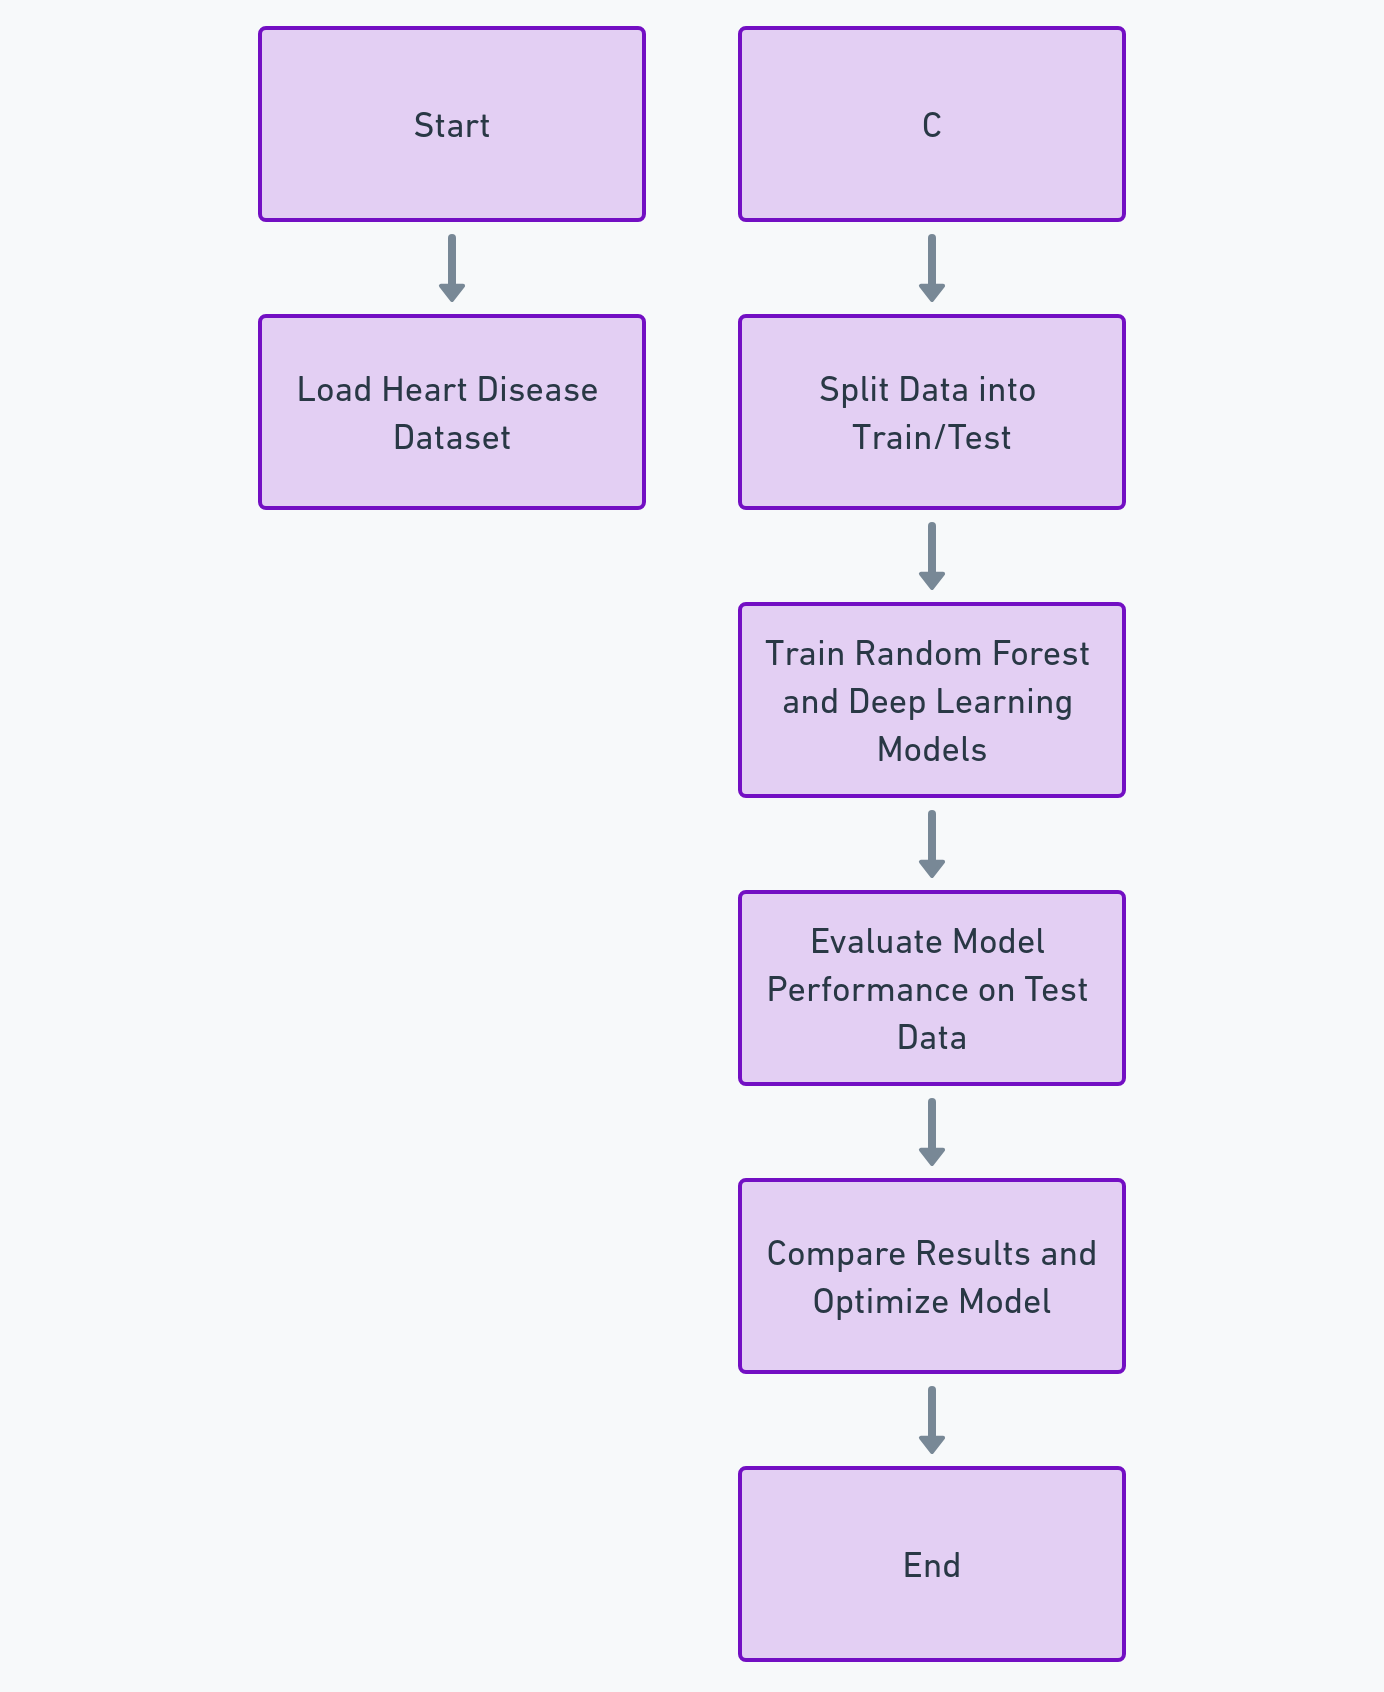 Start
Load Heart Disease
Dataset
C
Split Data into
Train/Test
Train Random Forest
and Deep Learning
Models
Evaluate Model
Performance on Test
Data
Compare Results and
Optimize Model
End